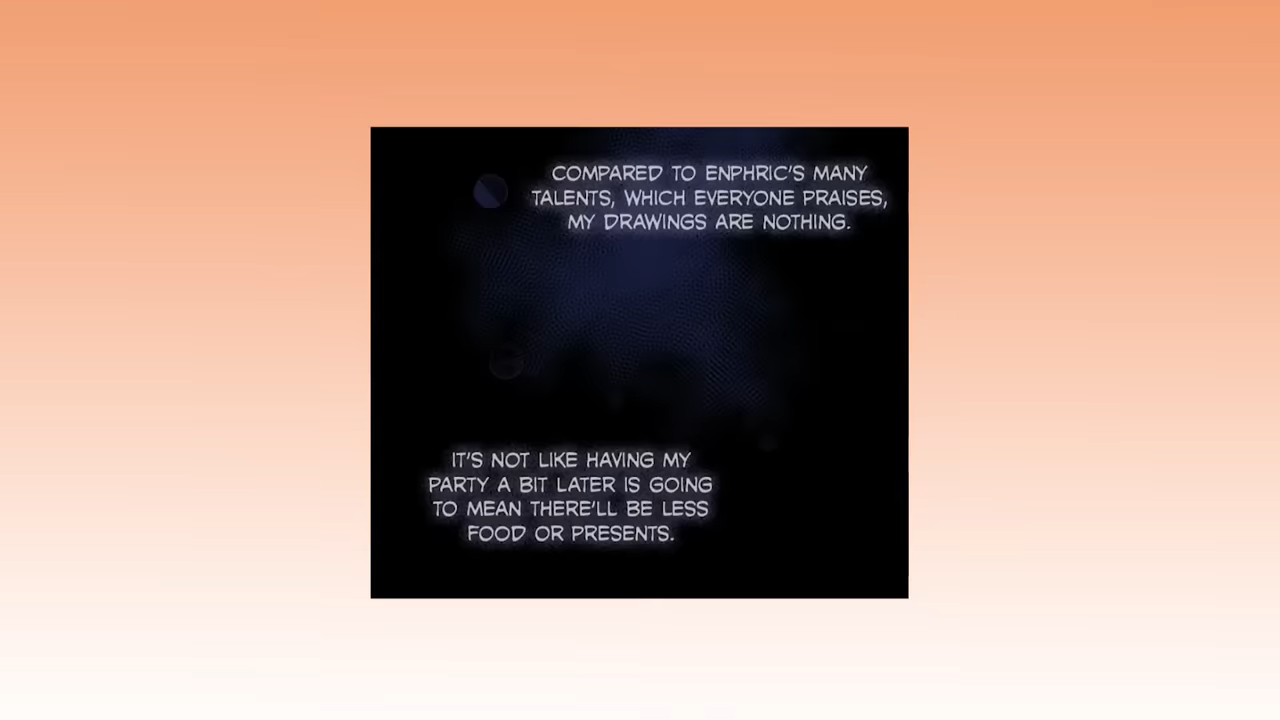 COMPARED TO ENPHRIC'S MANY
TALENTS, WHICH EVERYONE PRAISES,
MY DRAWINGS ARE NOTHING.
IT'S NOT LIKE HAVING MY
PARTY A BIT LATER IS GOING
TO MEAN THERE'LL BE LESS
FOOD OR PRESENTS.